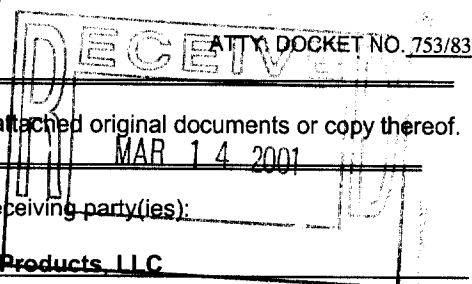 ATTY. DOCKET NO. 753/83
RECEIVED
attached original documents or copy thereof.
MAR 14 2001
eceiving party(ies):
Products, LLC